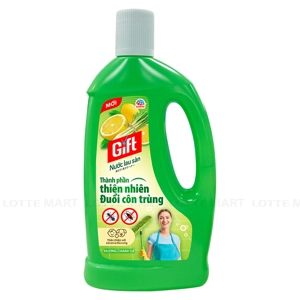 MỚI
Gift
Nước lau sàn
Thành phần
thiên nhiên
Đuổi côn trùng
LOTTE MART